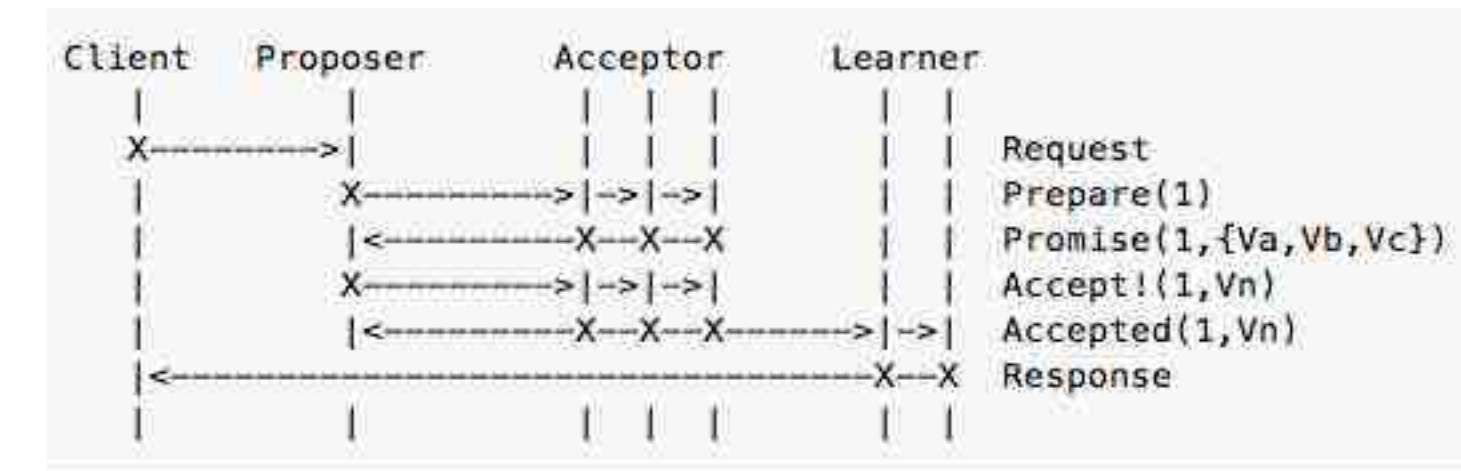 Client   Proposer      Acceptor     Learner
   |         |          |  |  |       |  |
   X-------->|          |  |  |       |  |  Request
   |         X--------->|->|->|       |  |  Prepare(1)
   |         |<---------X--X--X       |  |  Promise(1,{Va,Vb,Vc})
   |         X--------->|->|->|       |  |  Accept!(1,Vn)
   |         |<---------X--X--X------>|->|  Accepted(1,Vn)
   |<---------------------------------X--X  Response
   |         |          |  |  |       |  |